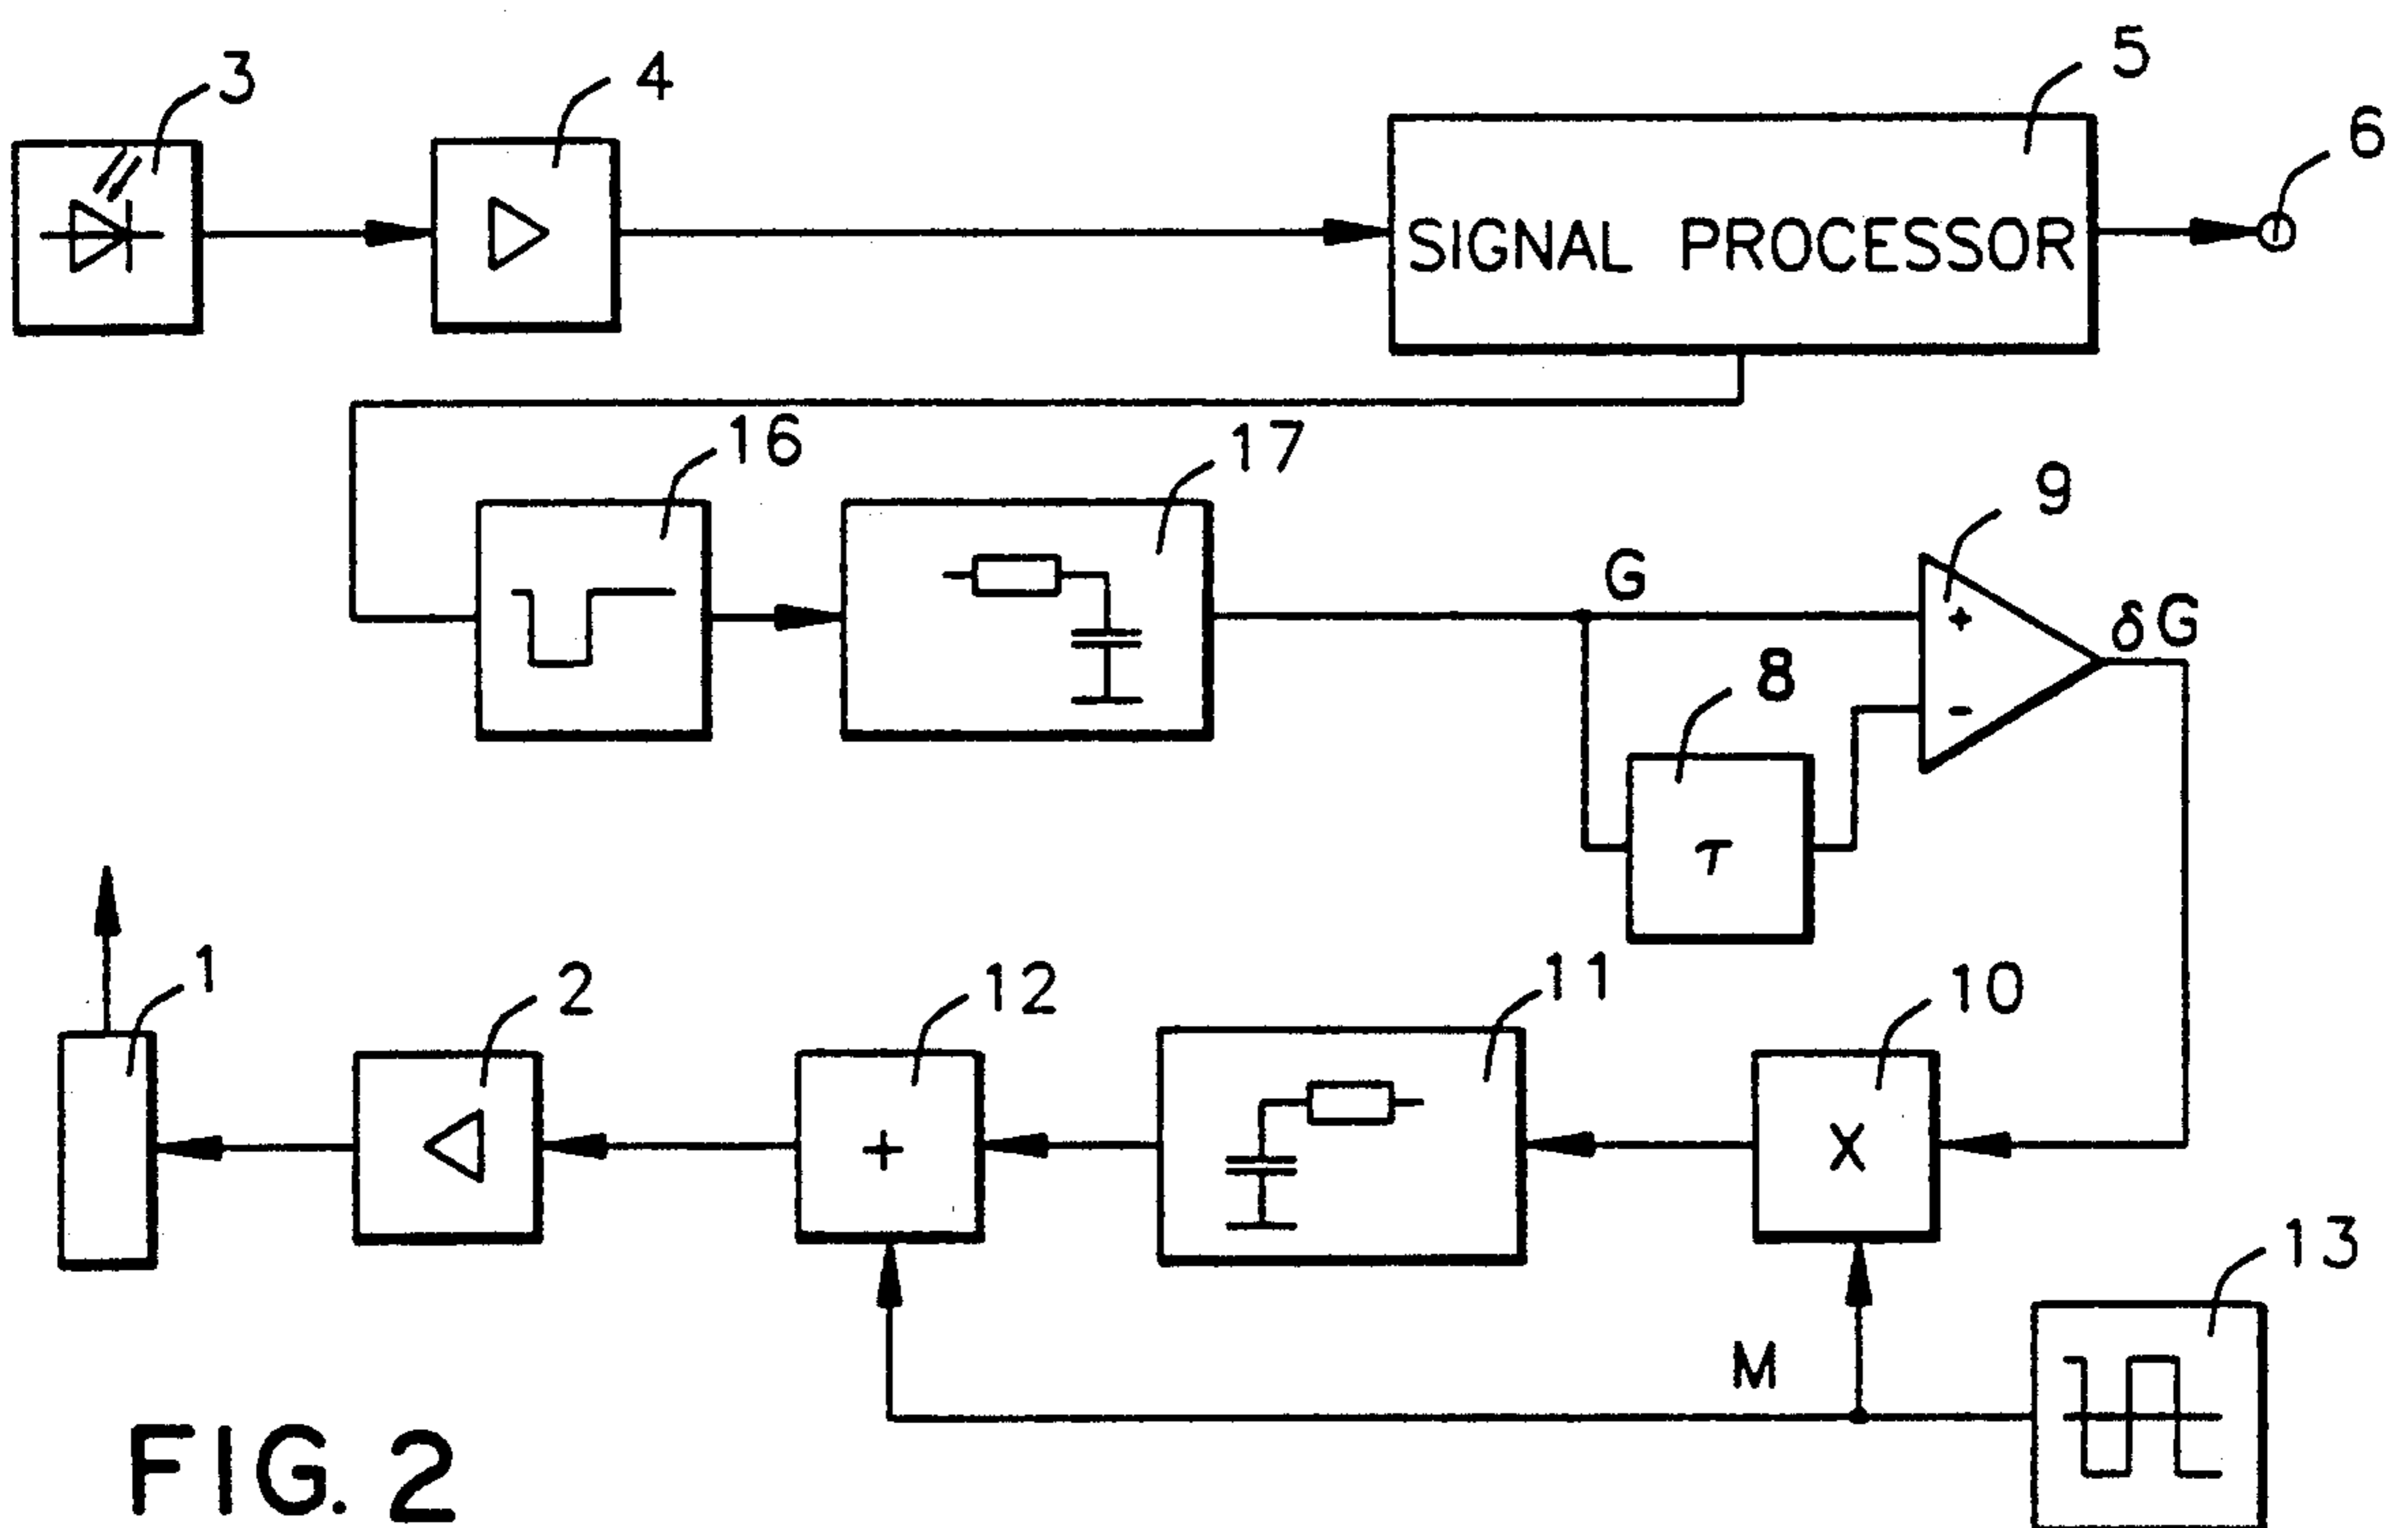 3
4
5
6
SIGNAL PROCESSOR
16
17
9
G
+
δG
8
-
τ
1
2
12
11
10
+
X
13
M
FIG. 2